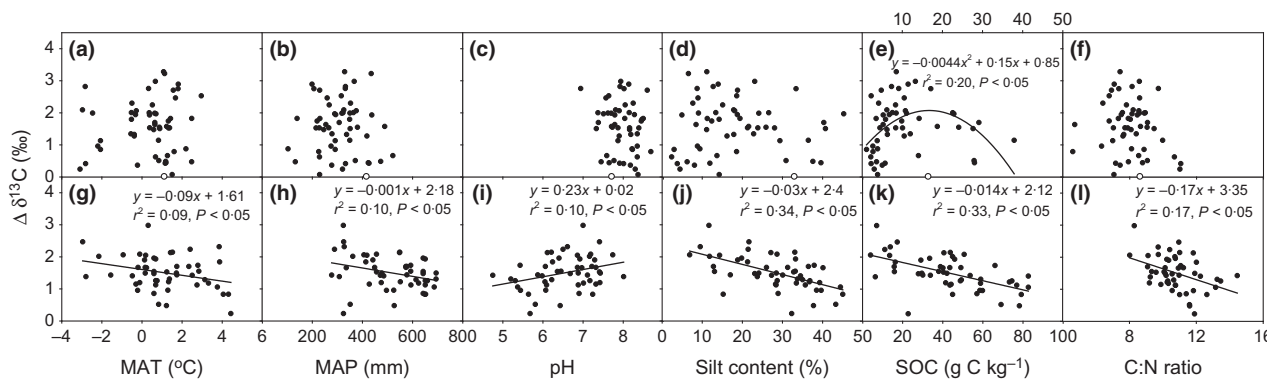 10 20 30 40 50
(a) (b) (c) (d) (e) (f)
y = –0·0044x² + 0·15x + 0·85
r² = 0·20, P < 0·05
4
3
2
1
0
Δ δ¹³C (‰)
(g) (h) (i) (j) (k) (l)
y = –0·09x + 1·61
r² = 0·09, P < 0·05
y = –0·001x + 2·18
r² = 0·10, P < 0·05
y = 0·23x + 0·02
r² = 0·10, P < 0·05
y = –0·03x + 2·4
r² = 0·34, P < 0·05
y = –0·014x + 2·12
r² = 0·33, P < 0·05
y = –0·17x + 3·35
r² = 0·17, P < 0·05
4
3
2
1
0
–4 –2 0 2 4 6 200 400 600 800 5 6 7 8 9 0 10 20 30 40 50 20 40 60 80 100 8 12 16
MAT (°C) MAP (mm) pH Silt content (%) SOC (g C kg⁻¹) C:N ratio